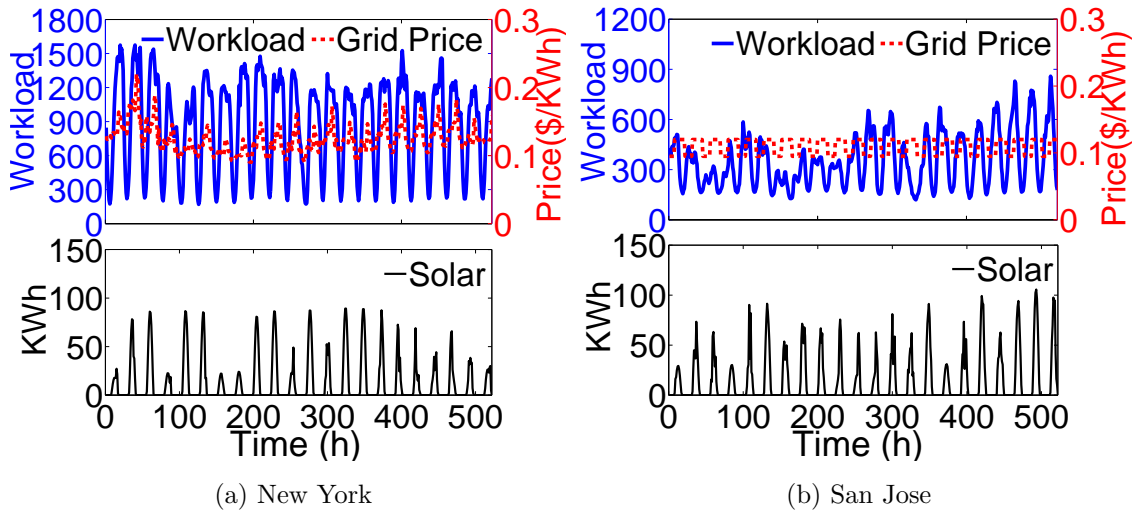 1800
1500
1200
900
600
300
0
Workload
Workload
Grid Price
0.3
0.2
0.1
0
Price($/KWh)
150
100
50
0
KWh
Solar
0 100 200 300 400 500
Time (h)
(a) New York
1200
900
600
300
0
Workload
Workload
Grid Price
0.3
0.2
0.1
0
Price($/KWh)
150
100
50
0
KWh
Solar
0 100 200 300 400 500
Time (h)
(b) San Jose